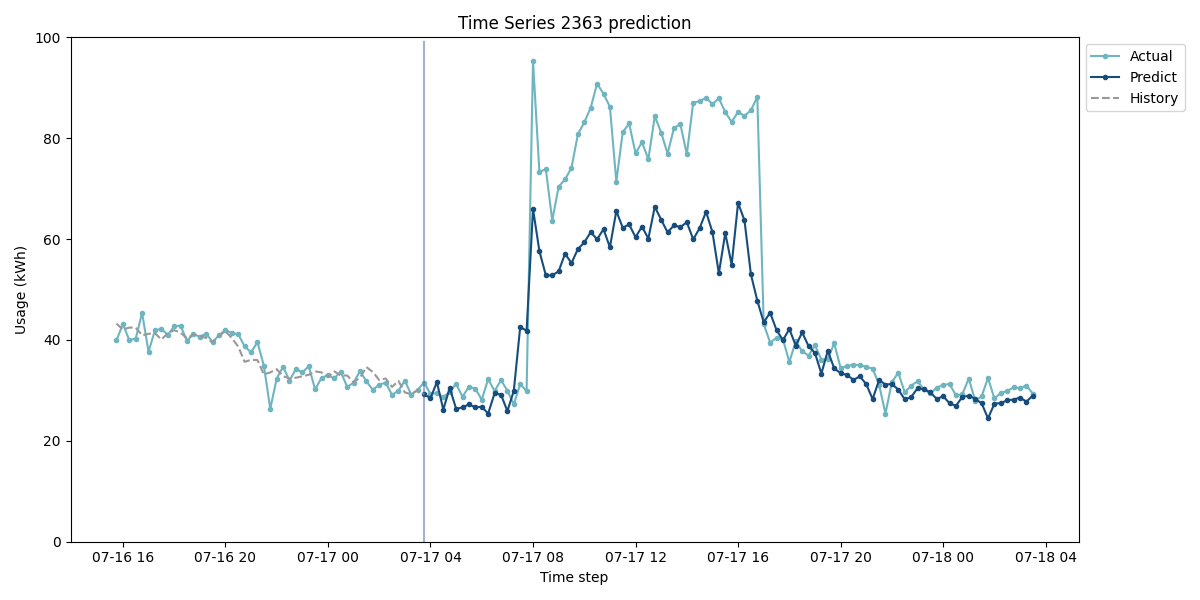 Time Series 2363 prediction
Usage (kWh)
100
80
60
40
20
0
07-16 16
07-16 20
07-17 00
07-17 04
07-17 08
07-17 12
07-17 16
07-17 20
07-18 00
07-18 04
Time step
Actual
Predict
History